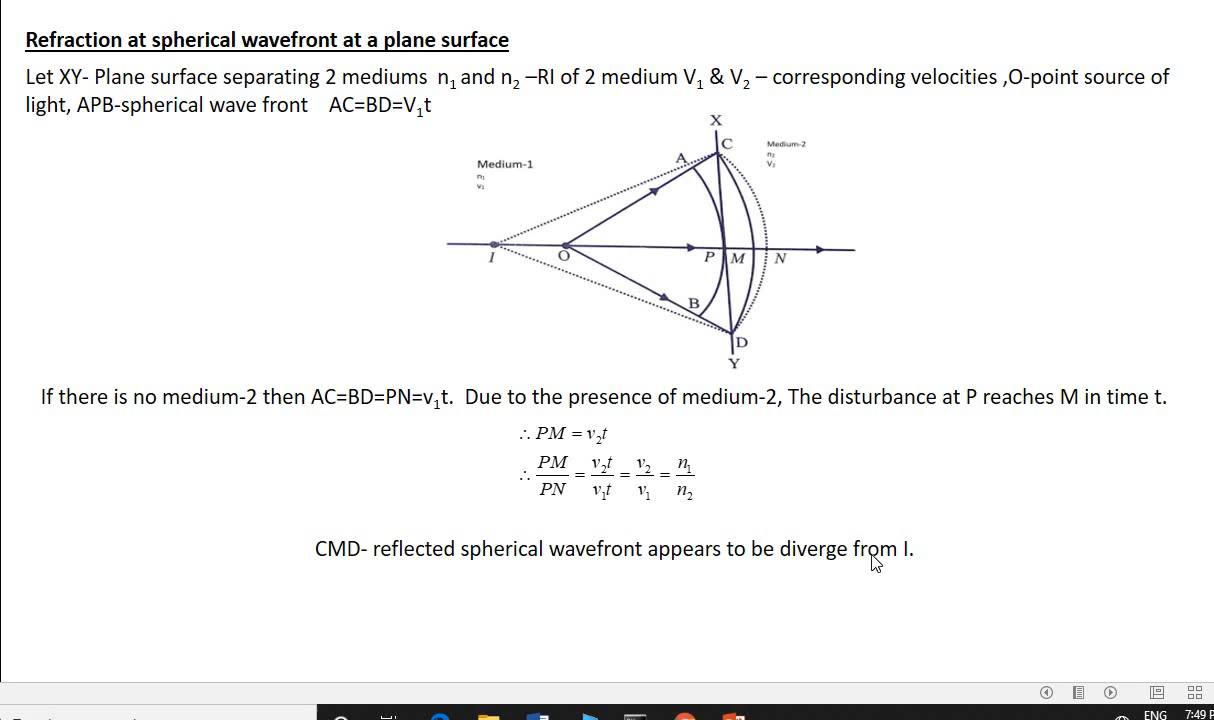 Refraction at spherical wavefront at a plane surface
Let XY- Plane surface separating 2 mediums n₁ and n₂ –RI of 2 medium V₁ & V₂ – corresponding velocities ,O-point source of
light, APB-spherical wave front AC=BD=V₁t
X
C
A
Medium-2
n₂
V₂
Medium-1
n₁
v₁
I
O
P
M
N
B
D
Y
If there is no medium-2 then AC=BD=PN=v₁t. Due to the presence of medium-2, The disturbance at P reaches M in time t.
∴ PM = v₂t
∴ PM/PN = v₂t/v₁t = v₂/v₁ = n₁/n₂
CMD- reflected spherical wavefront appears to be diverge from I.
ENG
7:49